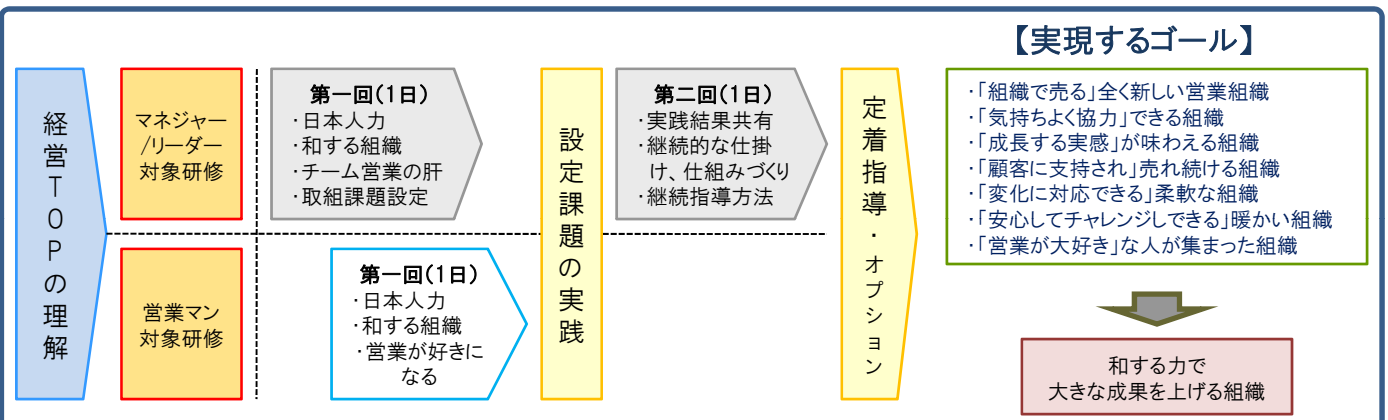 【実現するゴール】
経営TOPの理解
マネジャー
/リーダー
対象研修
第一回(1日)
・日本人力
・和する組織
・チーム営業の肝
・取組課題設定
設定課題の実践
第二回(1日)
・実践結果共有
・継続的な仕掛
け、仕組みづくり
・継続指導方法
定着指導・オプション
・「組織で売る」全く新しい営業組織
・「気持ちよく協力」できる組織
・「成長する実感」が味わえる組織
・「顧客に支持され」売れ続ける組織
・「変化に対応できる」柔軟な組織
・「安心してチャレンジしできる」暖かい組織
・「営業が大好き」な人が集まった組織
営業マン
対象研修
第一回(1日)
・日本人力
・和する組織
・営業が好きに
なる
和する力で
大きな成果を上げる組織